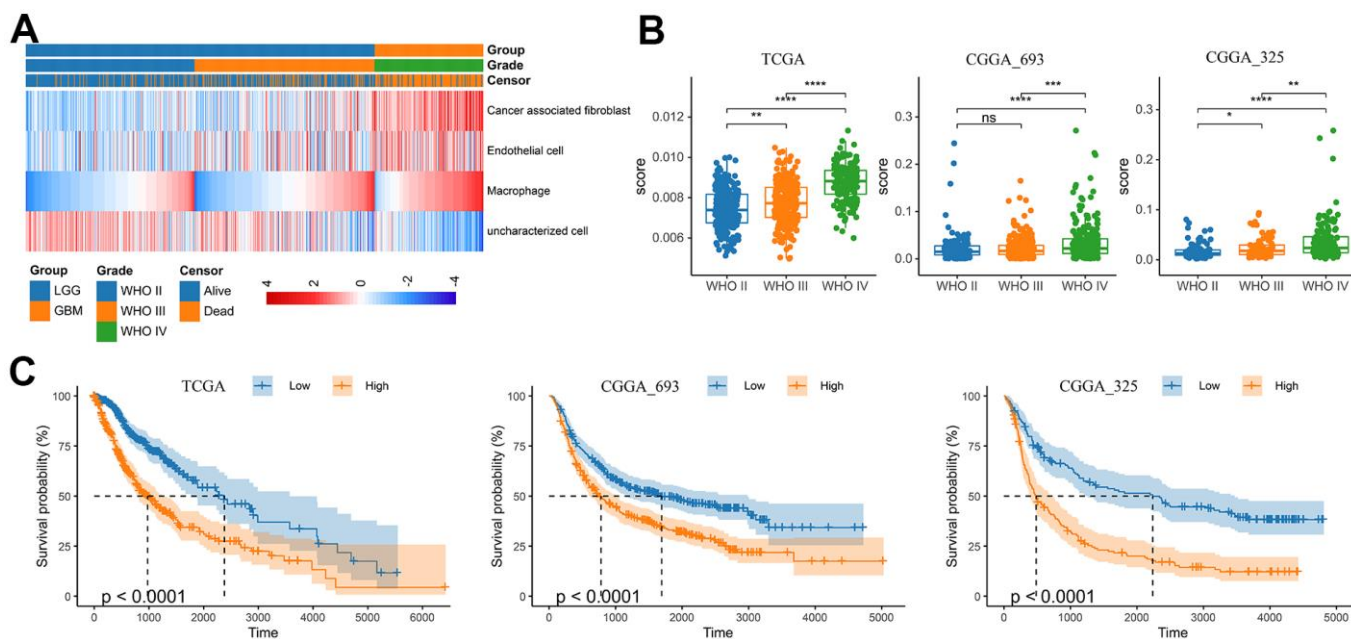 A
Group
Grade
Censor
Cancer associated fibroblast
Endothelial cell
Macrophage
uncharacterized cell
Group
LGG
GBM
Grade
WHO II
WHO III
WHO IV
Censor
Alive
Dead
4 2 0 -2 -4
B
TCGA
score
0.012
0.010
0.008
0.006
****
****
**
WHO II WHO III WHO IV
CGGA_693
score
0.3
0.2
0.1
0.0
***
****
ns
WHO II WHO III WHO IV
CGGA_325
score
0.3
0.2
0.1
0.0
**
****
*
WHO II WHO III WHO IV
C
TCGA Low High
Survival probability (%)
100
75
50
25
0
p < 0.0001
0 1000 2000 3000 4000 5000 6000
Time
CGGA_693 Low High
Survival probability (%)
100
75
50
25
0
p < 0.0001
0 1000 2000 3000 4000 5000
Time
CGGA_325 Low High
Survival probability (%)
100
75
50
25
0
p < 0.0001
0 1000 2000 3000 4000 5000
Time